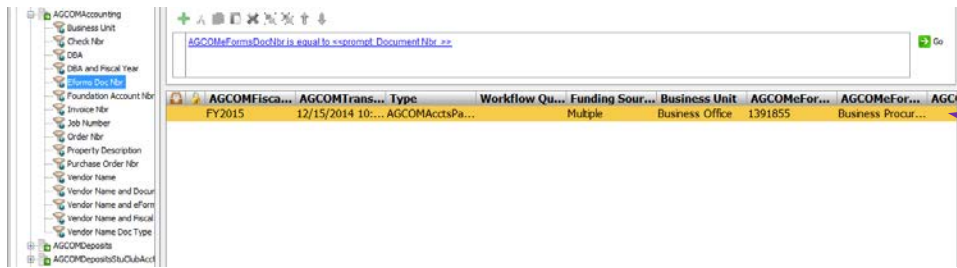 AGCOMAccounting
Business Unit
Check Nbr
DBA
DBA and Fiscal Year
Eforms Doc Nbr
Foundation Account Nbr
Invoice Nbr
Job Number
Order Nbr
Property Description
Purchase Order Nbr
Vendor Name
Vendor Name and Docum
Vendor Name and eForm
Vendor Name and Fiscal
Vendor Name Doc Type
AGCOMDeposits
AGCOMDepositsStuClubAcct
AGCOMeFormsDocNbr is equal to <<prompt: Document Nbr >>
Go
AGCOMFisca... AGCOMTrans... Type Workflow Qu... Funding Sour... Business Unit AGCOMeFor... AGCOMeFor... AGCO
FY2015 12/15/2014 10:... AGCOMAcctsPa... Multiple Business Office 1391855 Business Procur...